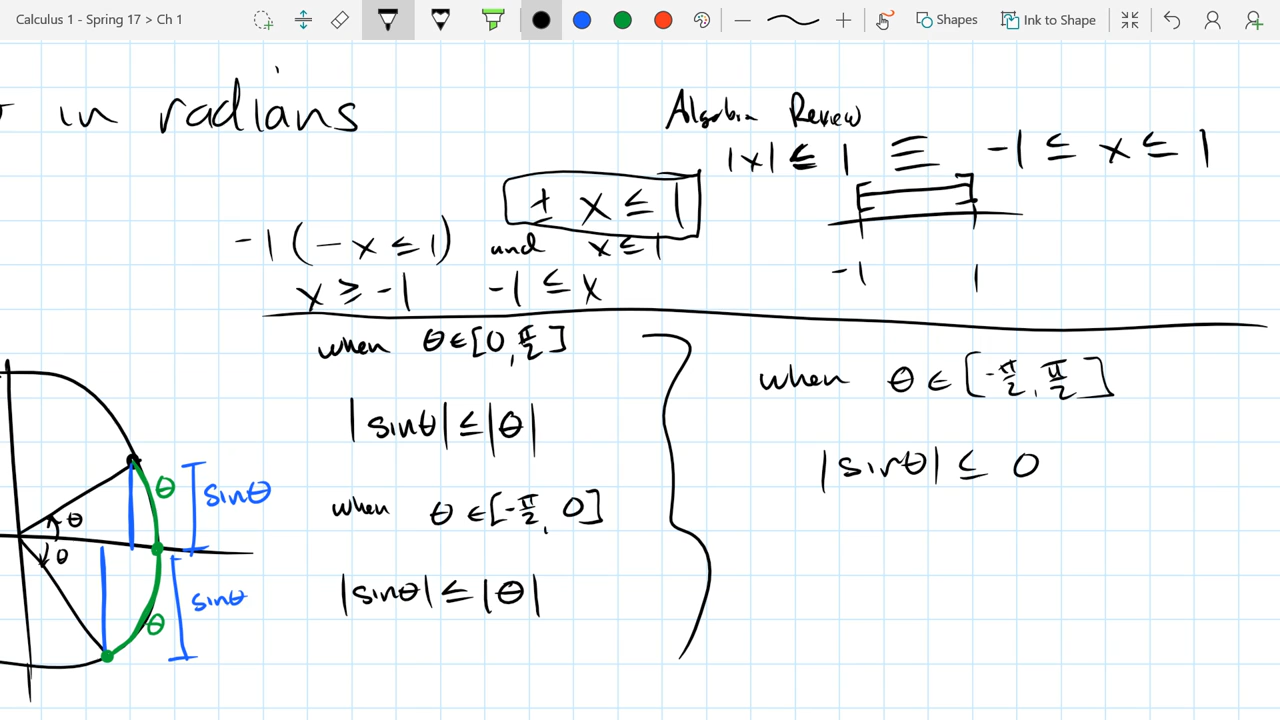 Calculus 1 - Spring 17 > Ch 1
Shapes
Ink to Shape
in radians
Algebra Review
|x| ≤ 1 ≡ -1 ≤ x ≤ 1
± x ≤ 1
-1 ( -x ≤ 1) and x ≤ 1
x ≥ -1 -1 ≤ x
-1 1
when θ ∈ [0, π/2]
|sinθ| ≤ |θ|
when θ ∈ [-π/2, 0]
|sinθ| ≤ |θ|
when θ ∈ [-π/2, π/2]
|sinθ| ≤ 0
θ
θ
sinθ
θ
θ
sinθ